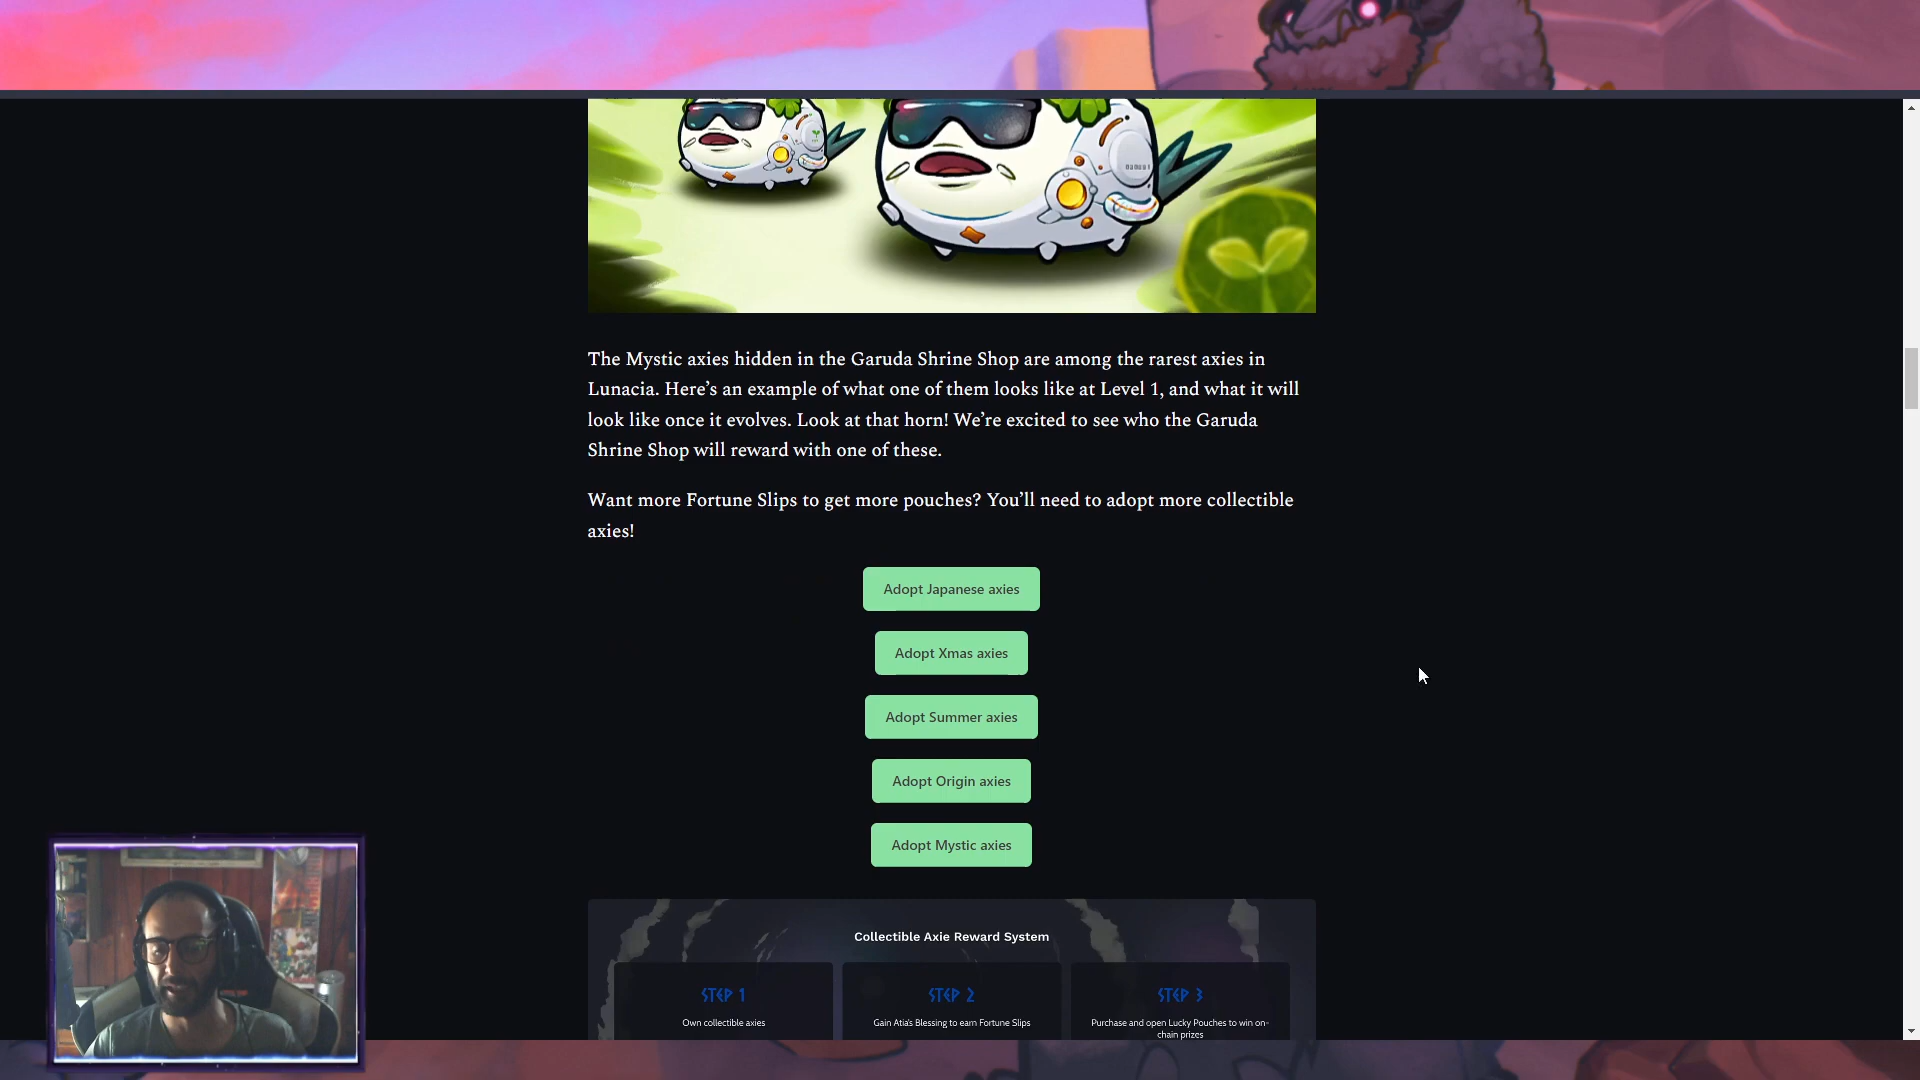 The Mystic axies hidden in the Garuda Shrine Shop are among the rarest axies in
Lunacia. Here’s an example of what one of them looks like at Level 1, and what it will
look like once it evolves. Look at that horn! We’re excited to see who the Garuda
Shrine Shop will reward with one of these.
Want more Fortune Slips to get more pouches? You’ll need to adopt more collectible
axies!
Adopt Japanese axies
Adopt Xmas axies
Adopt Summer axies
Adopt Origin axies
Adopt Mystic axies
Collectible Axie Reward System
STEP 1
STEP 2
STEP 3
Own collectible axies
Gain Atia's Blessing to earn Fortune Slips
Purchase and open Lucky Pouches to win on-
chain prizes